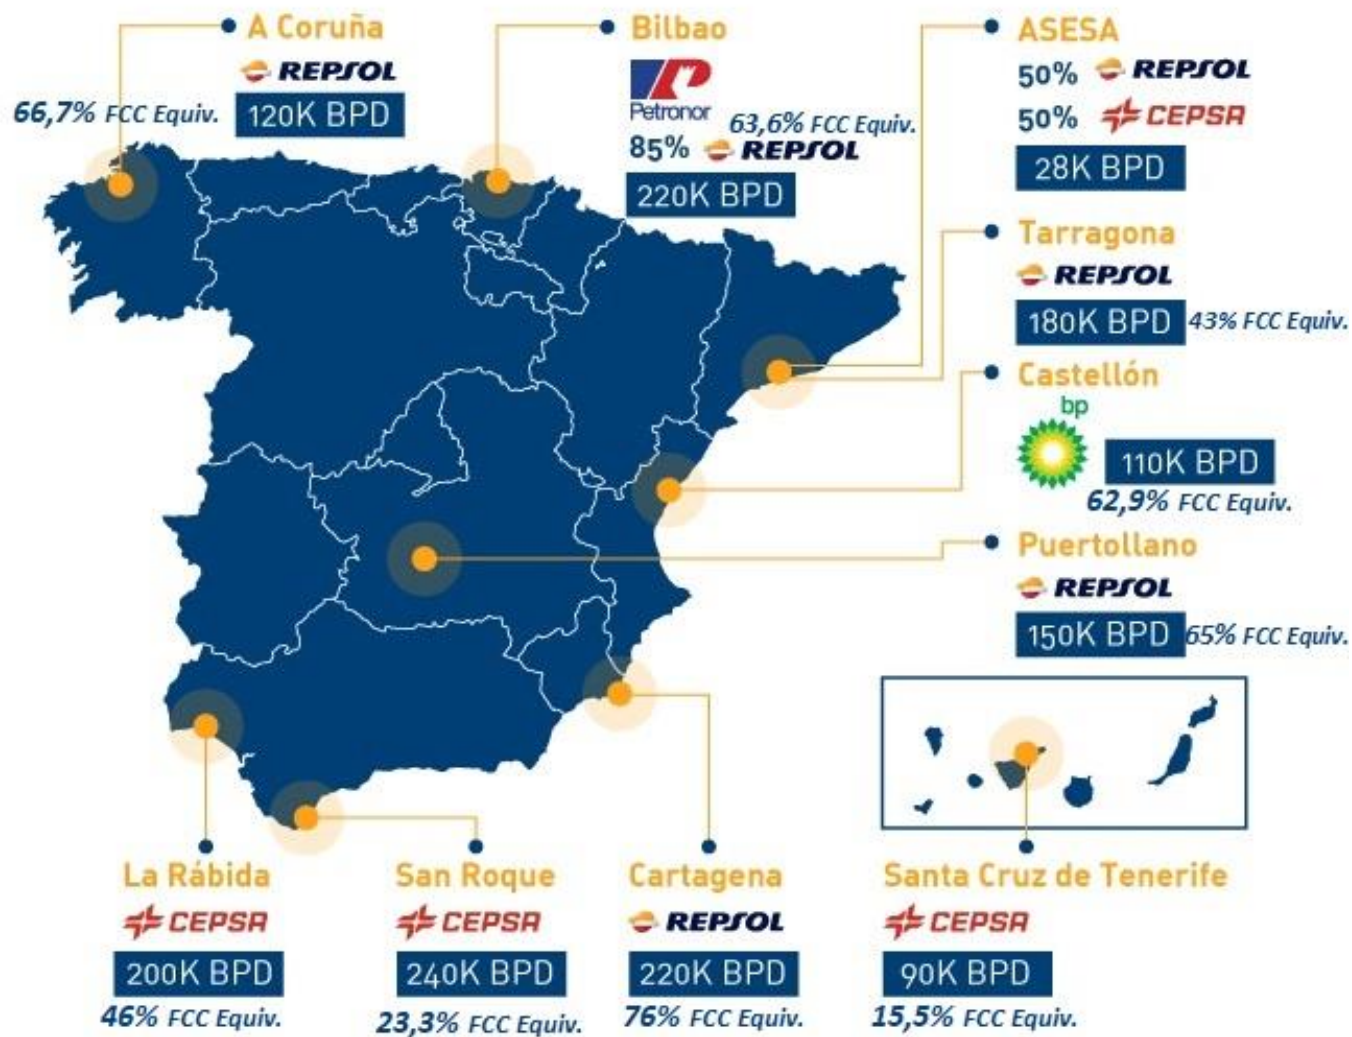 A Coruña
REPSOL
66,7% FCC Equiv.
120K BPD
Bilbao
Petronor
63,6% FCC Equiv.
85% REPSOL
220K BPD
ASESA
50% REPSOL
50% CEPSA
28K BPD
Tarragona
REPSOL
180K BPD 43% FCC Equiv.
Castellón
bp
110K BPD
62,9% FCC Equiv.
Puertollano
REPSOL
150K BPD 65% FCC Equiv.
La Rábida
CEPSA
200K BPD
46% FCC Equiv.
San Roque
CEPSA
240K BPD
23,3% FCC Equiv.
Cartagena
REPSOL
220K BPD
76% FCC Equiv.
Santa Cruz de Tenerife
CEPSA
90K BPD
15,5% FCC Equiv.